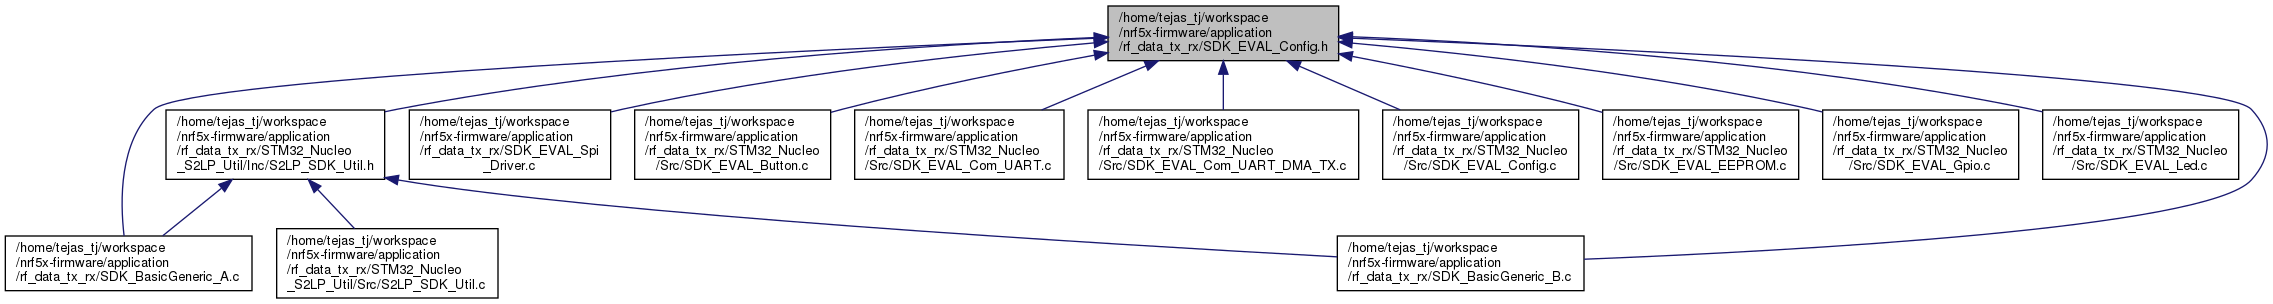 /home/tejas_tj/workspace
/nrf5x-firmware/application
/rf_data_tx_rx/SDK_EVAL_Config.h
/home/tejas_tj/workspace
/nrf5x-firmware/application
/rf_data_tx_rx/STM32_Nucleo
_S2LP_Util/Inc/S2LP_SDK_Util.h
/home/tejas_tj/workspace
/nrf5x-firmware/application
/rf_data_tx_rx/SDK_EVAL_Spi
_Driver.c
/home/tejas_tj/workspace
/nrf5x-firmware/application
/rf_data_tx_rx/STM32_Nucleo
/Src/SDK_EVAL_Button.c
/home/tejas_tj/workspace
/nrf5x-firmware/application
/rf_data_tx_rx/STM32_Nucleo
/Src/SDK_EVAL_Com_UART.c
/home/tejas_tj/workspace
/nrf5x-firmware/application
/rf_data_tx_rx/STM32_Nucleo
/Src/SDK_EVAL_Com_UART_DMA_TX.c
/home/tejas_tj/workspace
/nrf5x-firmware/application
/rf_data_tx_rx/STM32_Nucleo
/Src/SDK_EVAL_Config.c
/home/tejas_tj/workspace
/nrf5x-firmware/application
/rf_data_tx_rx/STM32_Nucleo
/Src/SDK_EVAL_EEPROM.c
/home/tejas_tj/workspace
/nrf5x-firmware/application
/rf_data_tx_rx/STM32_Nucleo
/Src/SDK_EVAL_Gpio.c
/home/tejas_tj/workspace
/nrf5x-firmware/application
/rf_data_tx_rx/STM32_Nucleo
/Src/SDK_EVAL_Led.c
/home/tejas_tj/workspace
/nrf5x-firmware/application
/rf_data_tx_rx/SDK_BasicGeneric_A.c
/home/tejas_tj/workspace
/nrf5x-firmware/application
/rf_data_tx_rx/STM32_Nucleo
_S2LP_Util/Src/S2LP_SDK_Util.c
/home/tejas_tj/workspace
/nrf5x-firmware/application
/rf_data_tx_rx/SDK_BasicGeneric_B.c